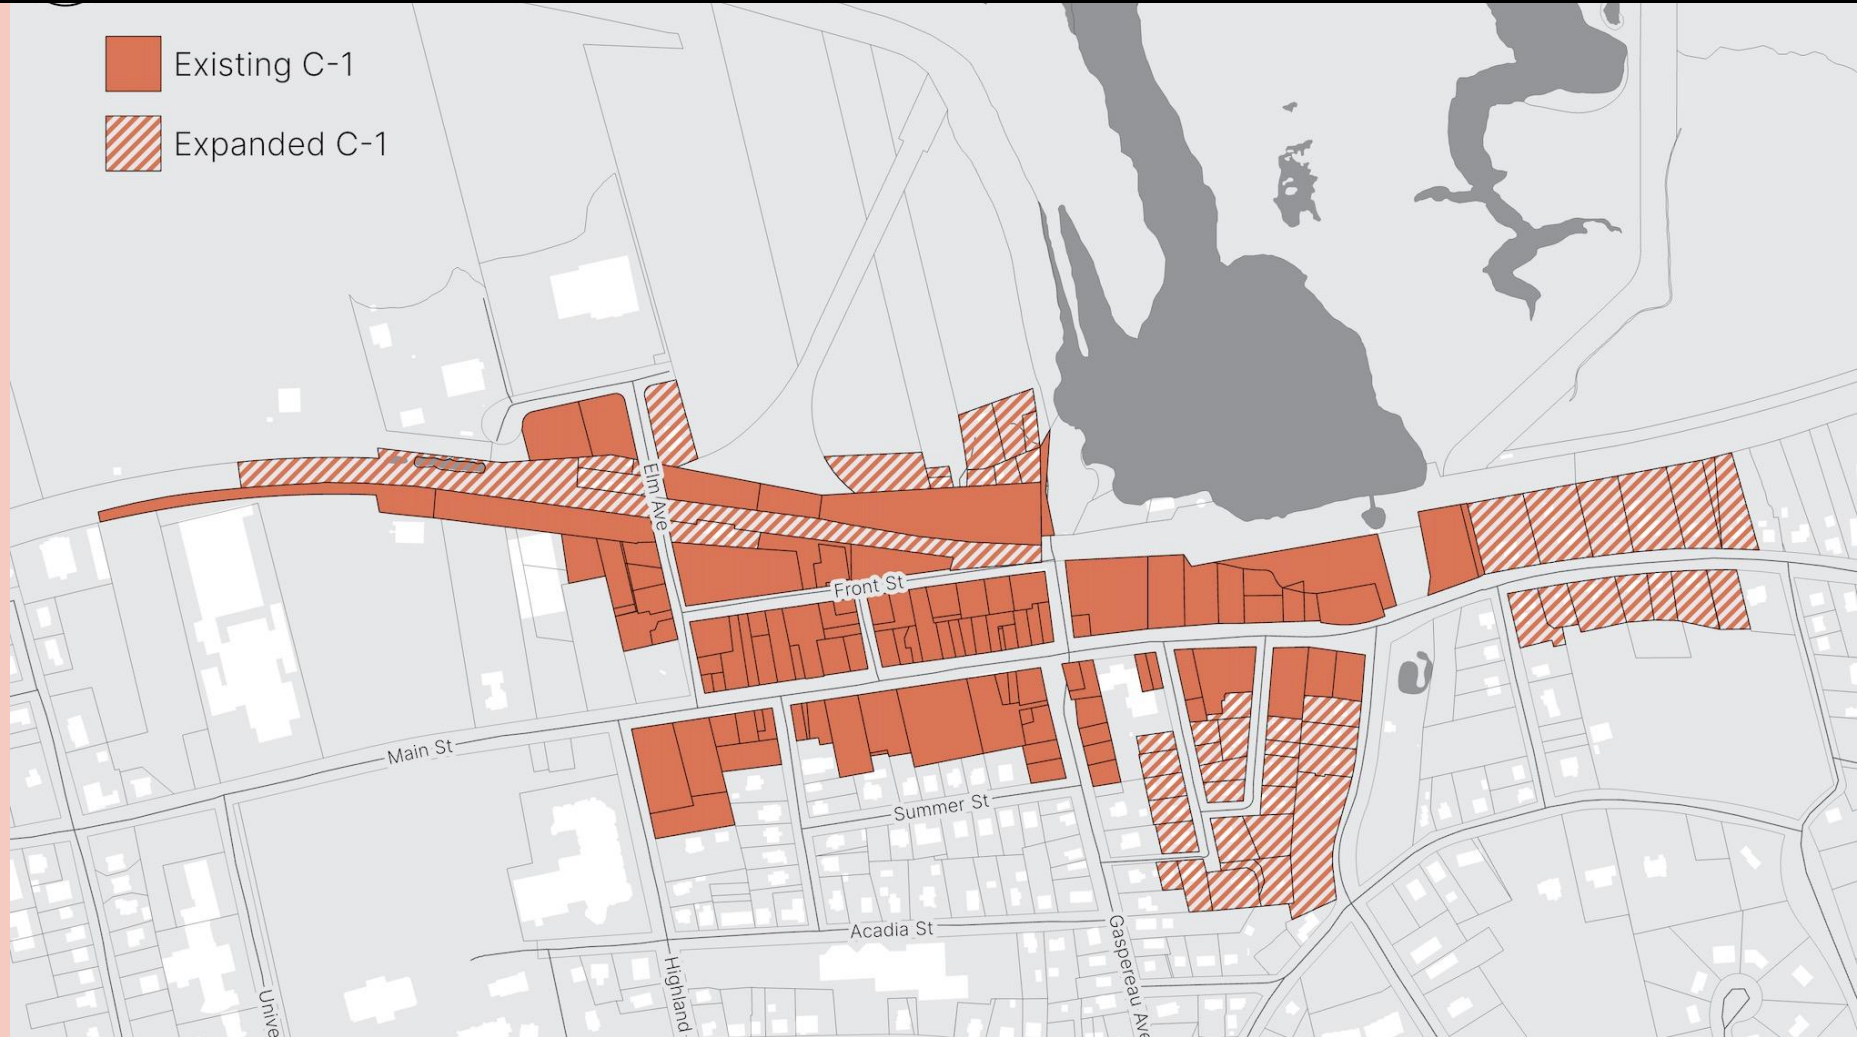 Existing C-1
Expanded C-1
Elm Ave
Front St
Main St
Summer St
Acadia St
Highland
Gaspereau Ave
Unive